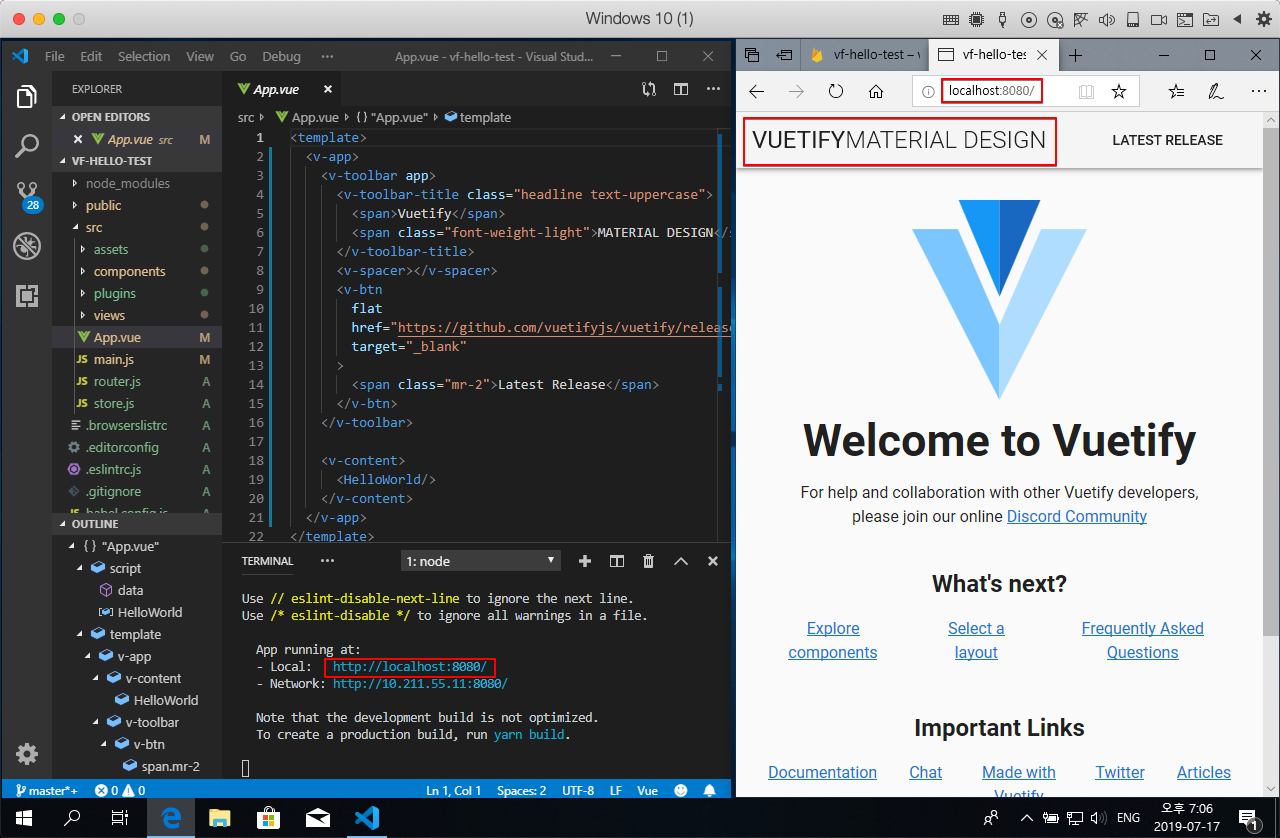 Windows 10 (1)
File Edit Selection View Go Debug ··· App.vue - vf-hello-test - Visual Stud...
EXPLORER
OPEN EDITORS
App.vue src M
VF-HELLO-TEST
node_modules
public
src
assets
components
plugins
views
App.vue M
JS main.js M
JS router.js A
JS store.js A
.browserslistrc A
.editorconfig A
.eslintrc.js A
.gitignore A
babel.config.js A
28
OUTLINE
{ } "App.vue"
script
data
HelloWorld
template
v-app
v-content
HelloWorld
v-toolbar
v-btn
span.mr-2
App.vue
src App.vue { } "App.vue" template
1 <template>
2 <v-app>
3 <v-toolbar app>
4 <v-toolbar-title class="headline text-uppercase">
5 <span>Vuetify</span>
6 <span class="font-weight-light">MATERIAL DESIGN</s
7 </v-toolbar-title>
8 <v-spacer></v-spacer>
9 <v-btn
10 flat
11 href="https://github.com/vuetifyjs/vuetify/release
12 target="_blank"
13 >
14 <span class="mr-2">Latest Release</span>
15 </v-btn>
16 </v-toolbar>
17
18 <v-content>
19 <HelloWorld/>
20 </v-content>
21 </v-app>
22 </template>
TERMINAL ··· 1: node
Use // eslint-disable-next-line to ignore the next line.
Use /* eslint-disable */ to ignore all warnings in a file.
App running at:
- Local: http://localhost:8080/
- Network: http://10.211.55.11:8080/
Note that the development build is not optimized.
To create a production build, run yarn build.
master*+ 0 0 Ln 1, Col 1 Spaces: 2 UTF-8 LF Vue
vf-hello-test – v
vf-hello-tes
localhost:8080/
VUETIFYMATERIAL DESIGN
LATEST RELEASE
Welcome to Vuetify
For help and collaboration with other Vuetify developers,
please join our online Discord Community
What's next?
Explore components
Select a layout
Frequently Asked Questions
Important Links
Documentation
Chat
Made with Vuetify
Twitter
Articles
ENG
오후 7:06
2019-07-17
1